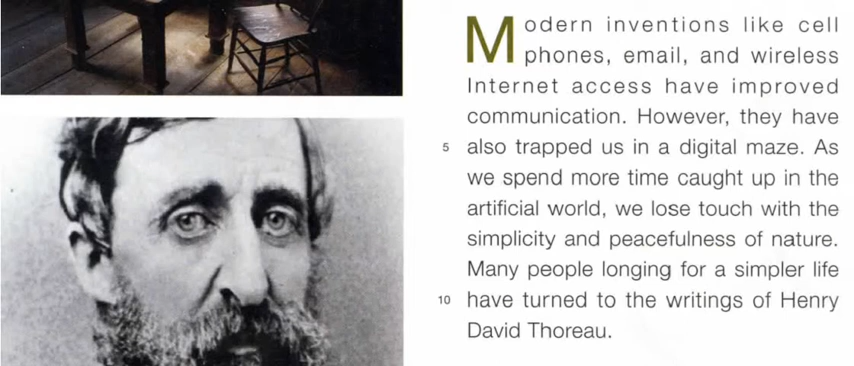 Modern inventions like cell
phones, email, and wireless
Internet access have improved
communication. However, they have
5 also trapped us in a digital maze. As
we spend more time caught up in the
artificial world, we lose touch with the
simplicity and peacefulness of nature.
Many people longing for a simpler life
10 have turned to the writings of Henry
David Thoreau.